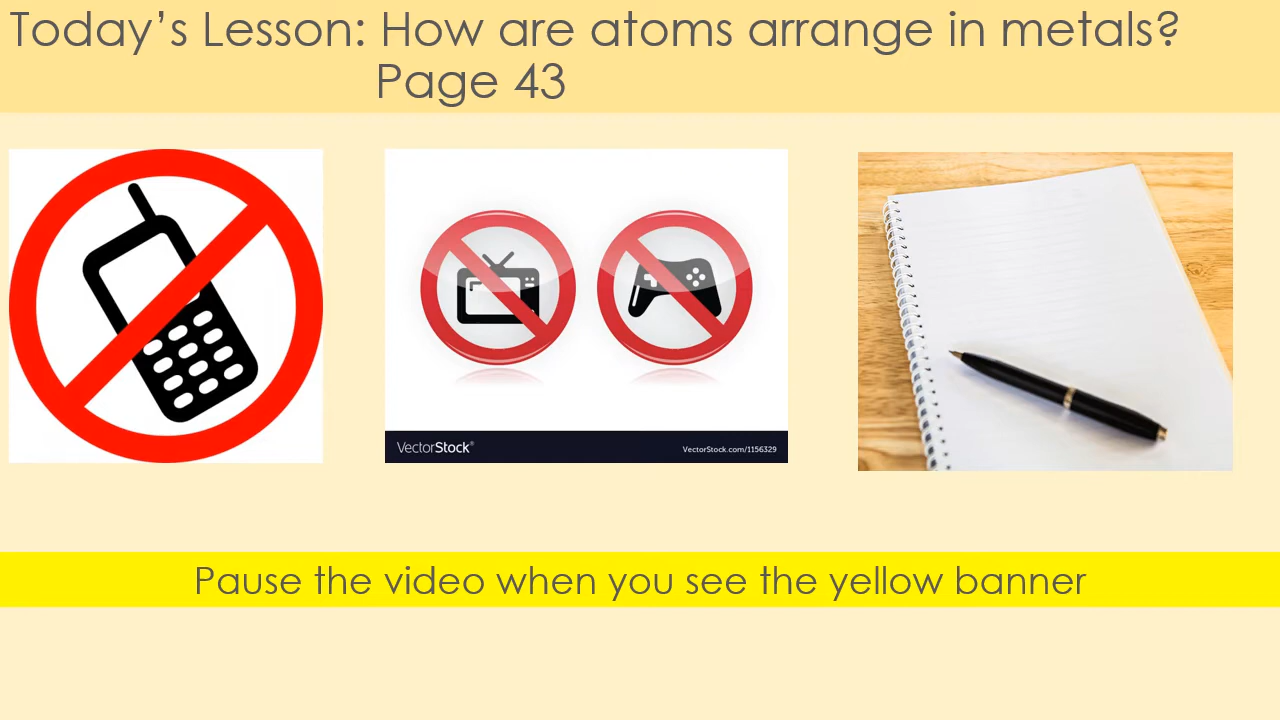 Today's Lesson: How are atoms arrange in metals?
Page 43
VectorStock®
VectorStock.com/1156329
Pause the video when you see the yellow banner